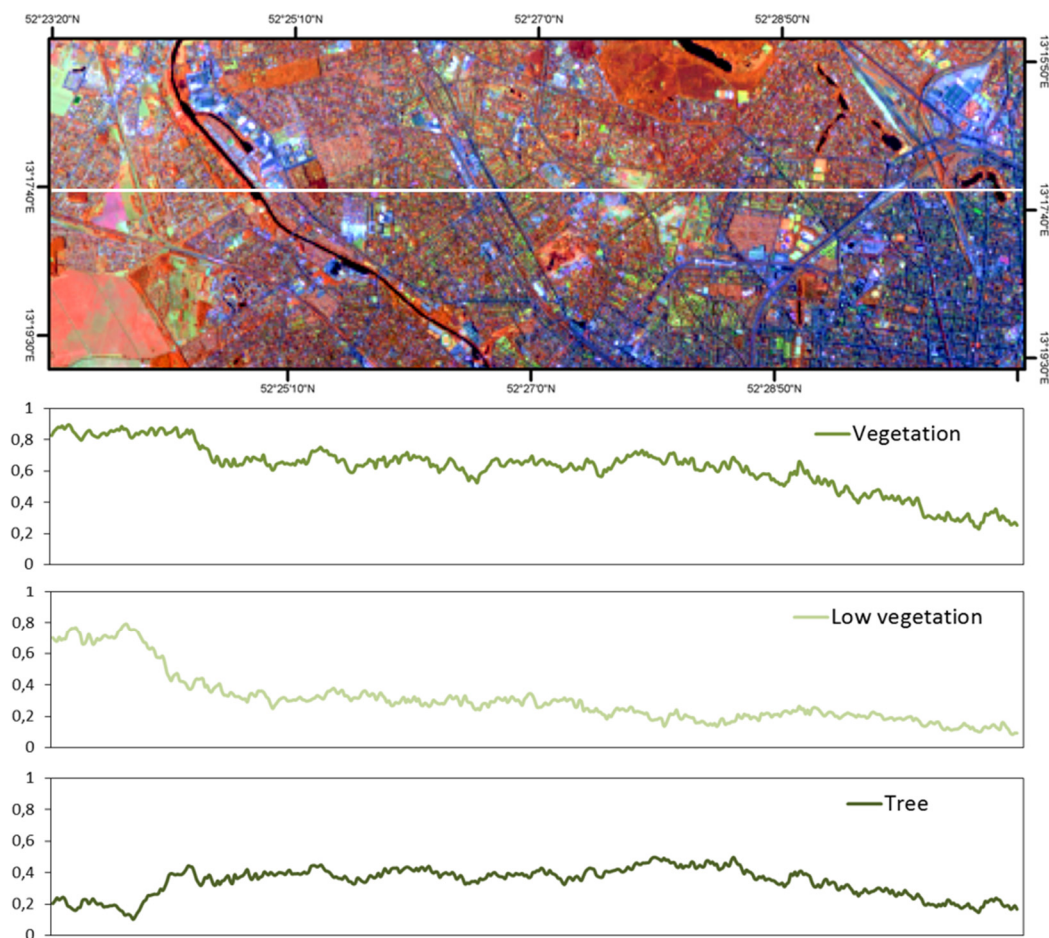 52°23'20"N 52°25'10"N 52°27'0"N 52°28'50"N
13°15'50"E
13°17'40"E
13°17'40"E
13°19'30"E
13°19'30"E
52°25'10"N 52°27'0"N 52°28'50"N
1
Vegetation
0,8
0,6
0,4
0,2
0
1
Low vegetation
0,8
0,6
0,4
0,2
0
1
Tree
0,8
0,6
0,4
0,2
0